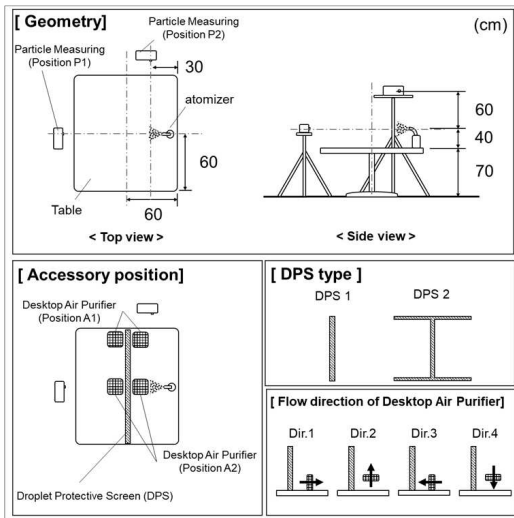 [ Geometry]
(cm)
Particle Measuring
(Position P2)
Particle Measuring
(Position P1)
30
atomizer
60
60
Table
< Top view >
60
40
70
< Side view >
[ Accessory position]
Desktop Air Purifier
(Position A1)
Desktop Air Purifier
(Position A2)
Droplet Protective Screen (DPS)
[ DPS type ]
DPS 1
DPS 2
[ Flow direction of Desktop Air Purifier]
Dir.1
Dir.2
Dir.3
Dir.4